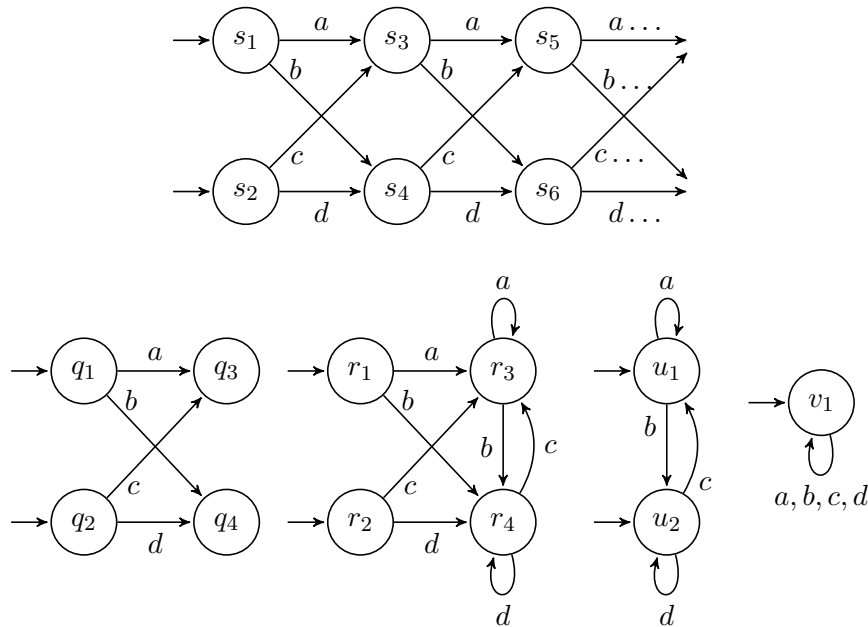 a a a...
s1 s3 s5
b b b...
c c c...
s2 s4 s6
d d d...
a a
a a
q1 q3 r1 r3 u1
b b
v1
b c b
c c c
a, b, c, d
q2 q4 r2 r4 u2
d d
d d